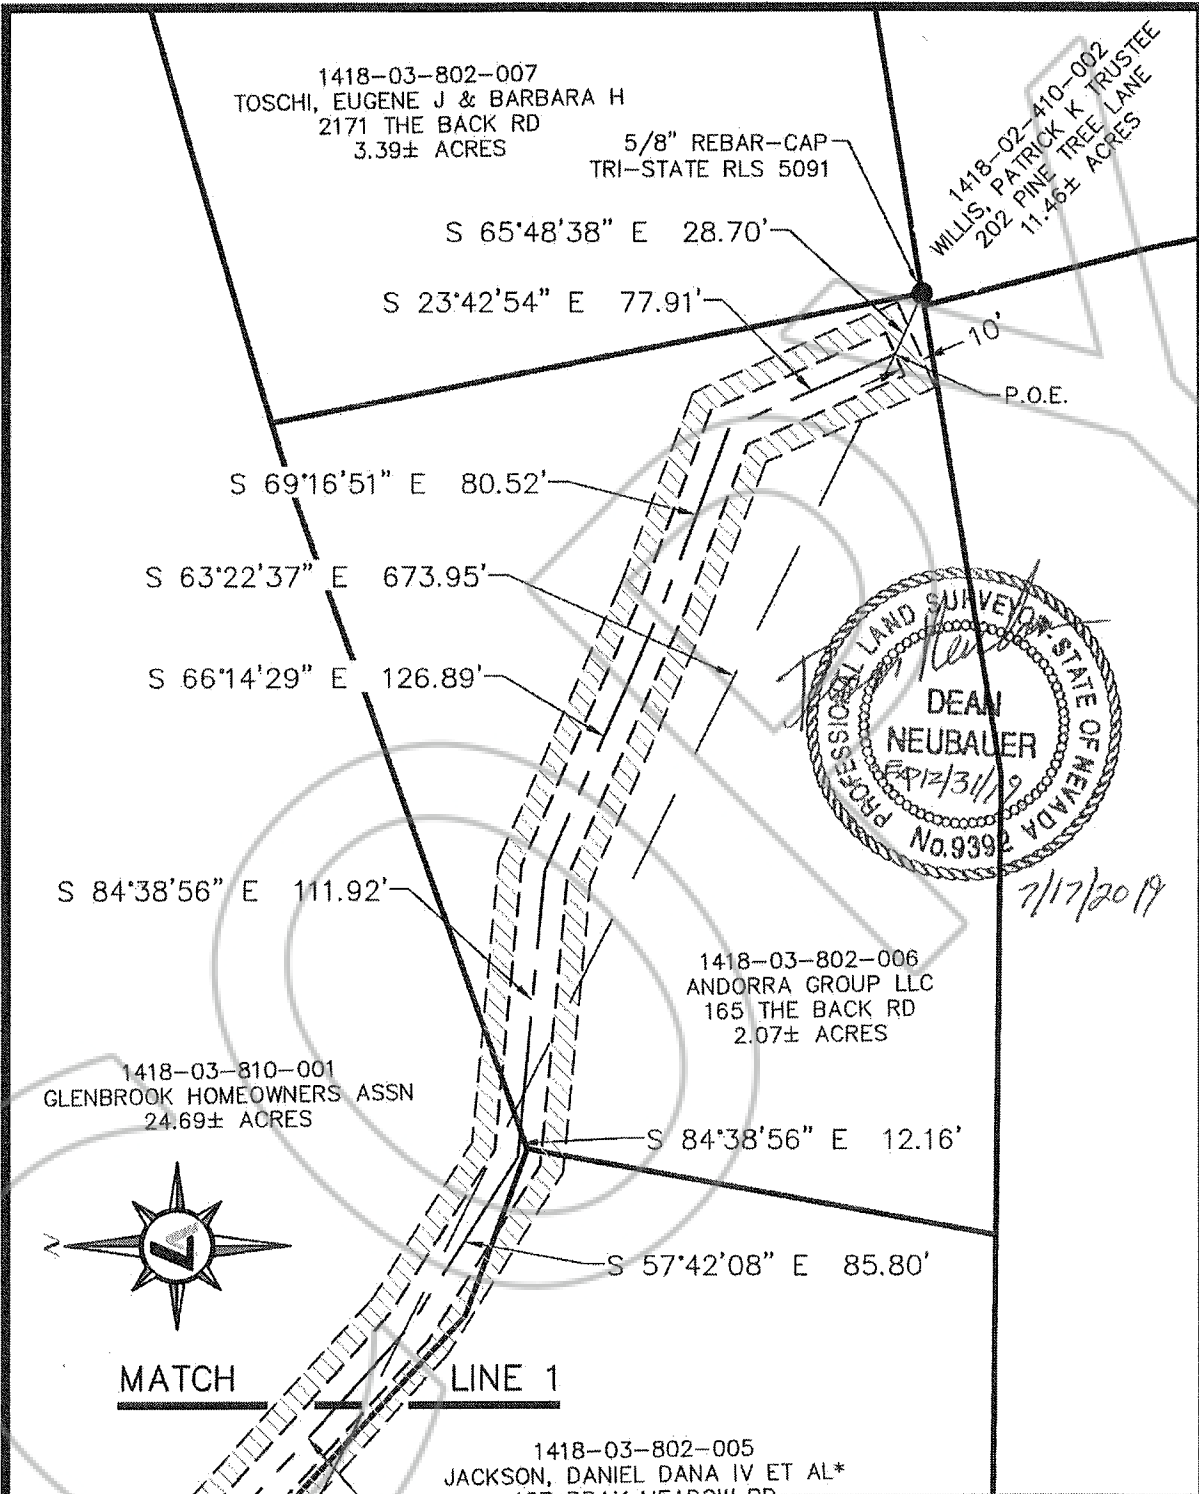 1418-03-802-007
TOSCHI, EUGENE J & BARBARA H
2171 THE BACK RD
3.39± ACRES
5/8" REBAR-CAP
TRI-STATE RLS 5091
1418-02-410-002
WILLIS, PATRICK K TRUSTEE
202 PINE TREE LANE
11.46± ACRES
S 65°48'38" E 28.70'
S 23°42'54" E 77.91'
10'
P.O.E.
S 69°16'51" E 80.52'
S 63°22'37" E 673.95'
S 66°14'29" E 126.89'
PROFESSIONAL LAND SURVEYOR-STATE OF NEVADA
DEAN
NEUBAUER
EXP 12/31/19
No. 9392
7/17/2019
S 84°38'56" E 111.92'
1418-03-802-006
ANDORRA GROUP LLC
165 THE BACK RD
2.07± ACRES
1418-03-810-001
GLENBROOK HOMEOWNERS ASSN
24.69± ACRES
S 84°38'56" E 12.16'
N
S 57°42'08" E 85.80'
MATCH LINE 1
1418-03-802-005
JACKSON, DANIEL DANA IV ET AL*
COPY